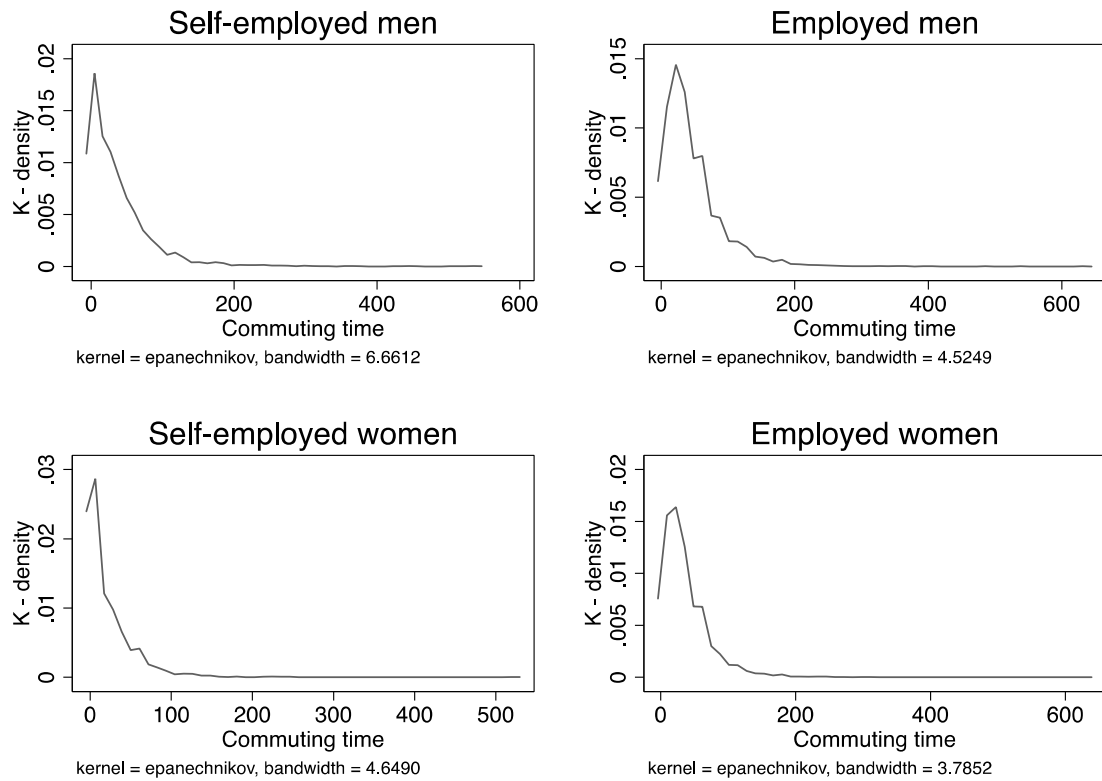 Self-employed men
K - density
0 .005 .01 .015 .02
0 200 400 600
Commuting time
kernel = epanechnikov, bandwidth = 6.6612
Employed men
K - density
0 .005 .01 .015
0 200 400 600
Commuting time
kernel = epanechnikov, bandwidth = 4.5249
Self-employed women
K - density
0 .01 .02 .03
0 100 200 300 400 500
Commuting time
kernel = epanechnikov, bandwidth = 4.6490
Employed women
K - density
0 .005 .01 .015 .02
0 200 400 600
Commuting time
kernel = epanechnikov, bandwidth = 3.7852